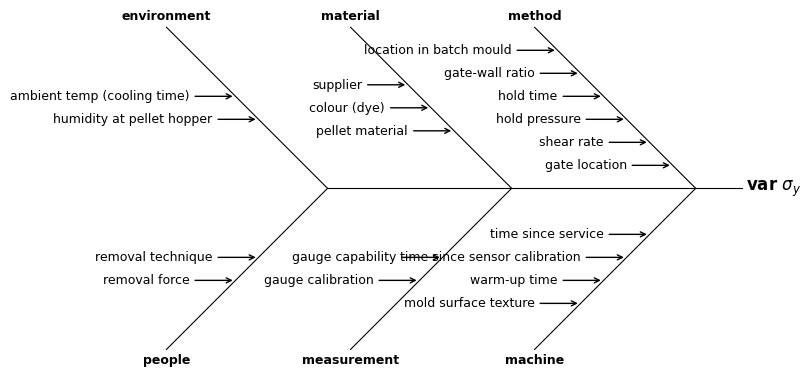 environment
material
method
location in batch mould
gate-wall ratio
supplier
ambient temp (cooling time)
hold time
colour (dye)
humidity at pellet hopper
hold pressure
pellet material
shear rate
gate location
var σy
time since service
removal technique
gauge capability
time since sensor calibration
removal force
gauge calibration
warm-up time
mold surface texture
people
measurement
machine